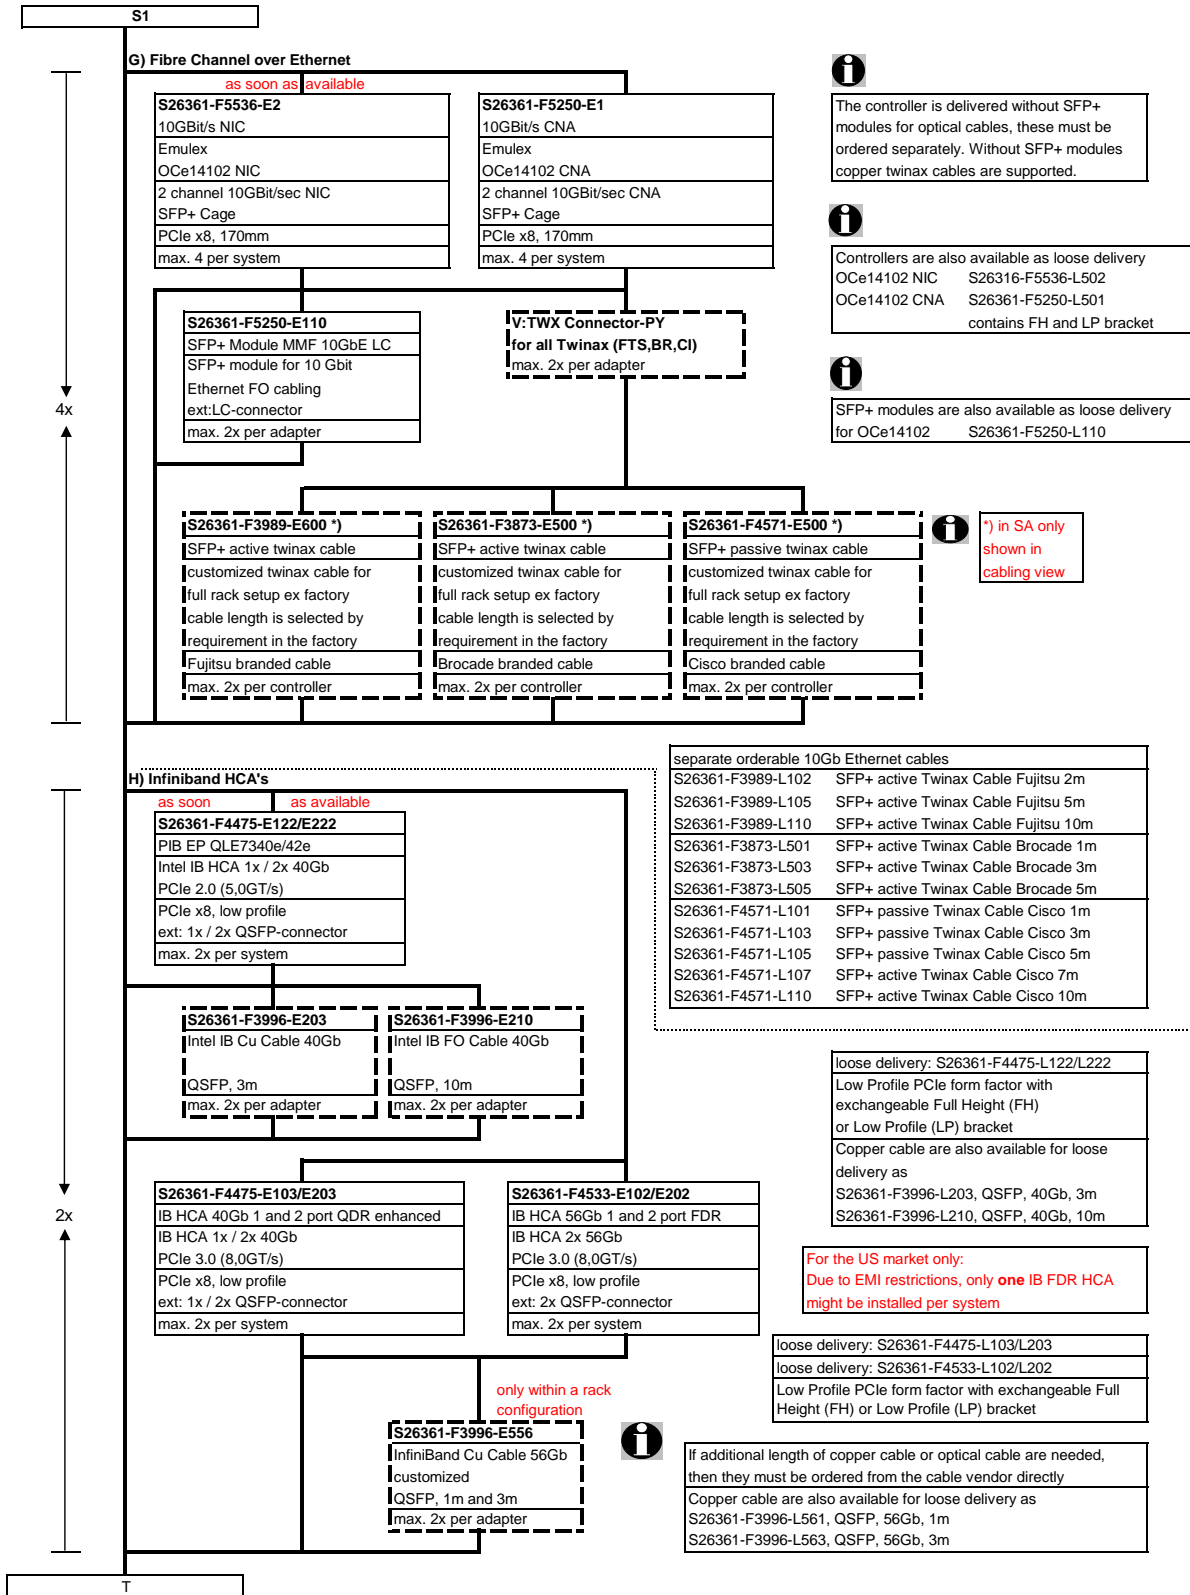 S1
G) Fibre Channel over Ethernet
as soon as available
S26361-F5536-E2
10GBit/s NIC
Emulex
OCe14102 NIC
2 channel 10GBit/sec NIC
SFP+ Cage
PCIe x8, 170mm
max. 4 per system
S26361-F5250-E1
10GBit/s CNA
Emulex
OCe14102 CNA
2 channel 10GBit/sec CNA
SFP+ Cage
PCIe x8, 170mm
max. 4 per system
The controller is delivered without SFP+
modules for optical cables, these must be
ordered separately. Without SFP+ modules
copper twinax cables are supported.
Controllers are also available as loose delivery
OCe14102 NIC S26316-F5536-L502
OCe14102 CNA S26361-F5250-L501
contains FH and LP bracket
S26361-F5250-E110
SFP+ Module MMF 10GbE LC
SFP+ module for 10 Gbit
Ethernet FO cabling
ext:LC-connector
max. 2x per adapter
V:TWX Connector-PY
for all Twinax (FTS,BR,CI)
max. 2x per adapter
SFP+ modules are also available as loose delivery
for OCe14102 S26361-F5250-L110
4x
S26361-F3989-E600 *)
SFP+ active twinax cable
customized twinax cable for
full rack setup ex factory
cable length is selected by
requirement in the factory
Fujitsu branded cable
max. 2x per controller
S26361-F3873-E500 *)
SFP+ active twinax cable
customized twinax cable for
full rack setup ex factory
cable length is selected by
requirement in the factory
Brocade branded cable
max. 2x per controller
S26361-F4571-E500 *)
SFP+ passive twinax cable
customized twinax cable for
full rack setup ex factory
cable length is selected by
requirement in the factory
Cisco branded cable
max. 2x per controller
*) in SA only
shown in
cabling view
separate orderable 10Gb Ethernet cables
S26361-F3989-L102 SFP+ active Twinax Cable Fujitsu 2m
S26361-F3989-L105 SFP+ active Twinax Cable Fujitsu 5m
S26361-F3989-L110 SFP+ active Twinax Cable Fujitsu 10m
S26361-F3873-L501 SFP+ active Twinax Cable Brocade 1m
S26361-F3873-L503 SFP+ active Twinax Cable Brocade 3m
S26361-F3873-L505 SFP+ active Twinax Cable Brocade 5m
S26361-F4571-L101 SFP+ passive Twinax Cable Cisco 1m
S26361-F4571-L103 SFP+ passive Twinax Cable Cisco 3m
S26361-F4571-L105 SFP+ passive Twinax Cable Cisco 5m
S26361-F4571-L107 SFP+ active Twinax Cable Cisco 7m
S26361-F4571-L110 SFP+ active Twinax Cable Cisco 10m
H) Infiniband HCA's
as soon as available
S26361-F4475-E122/E222
PIB EP QLE7340e/42e
Intel IB HCA 1x / 2x 40Gb
PCIe 2.0 (5,0GT/s)
PCIe x8, low profile
ext: 1x / 2x QSFP-connector
max. 2x per system
S26361-F3996-E203
Intel IB Cu Cable 40Gb
QSFP, 3m
max. 2x per adapter
S26361-F3996-E210
Intel IB FO Cable 40Gb
QSFP, 10m
max. 2x per adapter
loose delivery: S26361-F4475-L122/L222
Low Profile PCIe form factor with
exchangeable Full Height (FH)
or Low Profile (LP) bracket
Copper cable are also available for loose
delivery as
S26361-F3996-L203, QSFP, 40Gb, 3m
S26361-F3996-L210, QSFP, 40Gb, 10m
2x
S26361-F4475-E103/E203
IB HCA 40Gb 1 and 2 port QDR enhanced
IB HCA 1x / 2x 40Gb
PCIe 3.0 (8,0GT/s)
PCIe x8, low profile
ext: 1x / 2x QSFP-connector
max. 2x per system
S26361-F4533-E102/E202
IB HCA 56Gb 1 and 2 port FDR
IB HCA 2x 56Gb
PCIe 3.0 (8,0GT/s)
PCIe x8, low profile
ext: 2x QSFP-connector
max. 2x per system
For the US market only:
Due to EMI restrictions, only one IB FDR HCA
might be installed per system
loose delivery: S26361-F4475-L103/L203
loose delivery: S26361-F4533-L102/L202
Low Profile PCIe form factor with exchangeable Full
Height (FH) or Low Profile (LP) bracket
only within a rack
configuration
S26361-F3996-E556
InfiniBand Cu Cable 56Gb
customized
QSFP, 1m and 3m
max. 2x per adapter
If additional length of copper cable or optical cable are needed,
then they must be ordered from the cable vendor directly
Copper cable are also available for loose delivery as
S26361-F3996-L561, QSFP, 56Gb, 1m
S26361-F3996-L563, QSFP, 56Gb, 3m
T